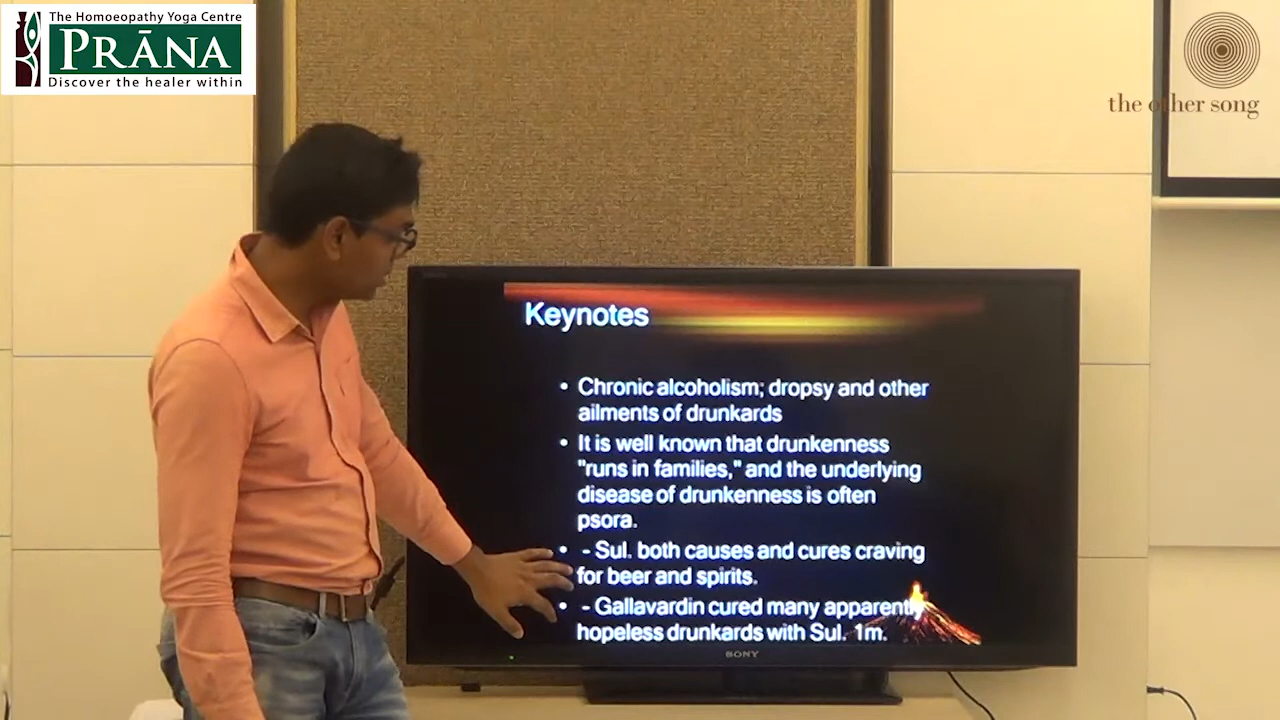 The Homoeopathy Yoga Centre
PRĀNA
Discover the healer within
the other song
Keynotes
• Chronic alcoholism; dropsy and other
ailments of drunkards
• It is well known that drunkenness
"runs in families," and the underlying
disease of drunkenness is often
psora.
• - Sul. both causes and cures craving
for beer and spirits.
• - Gallavardin cured many apparently
hopeless drunkards with Sul. 1m.
SONY